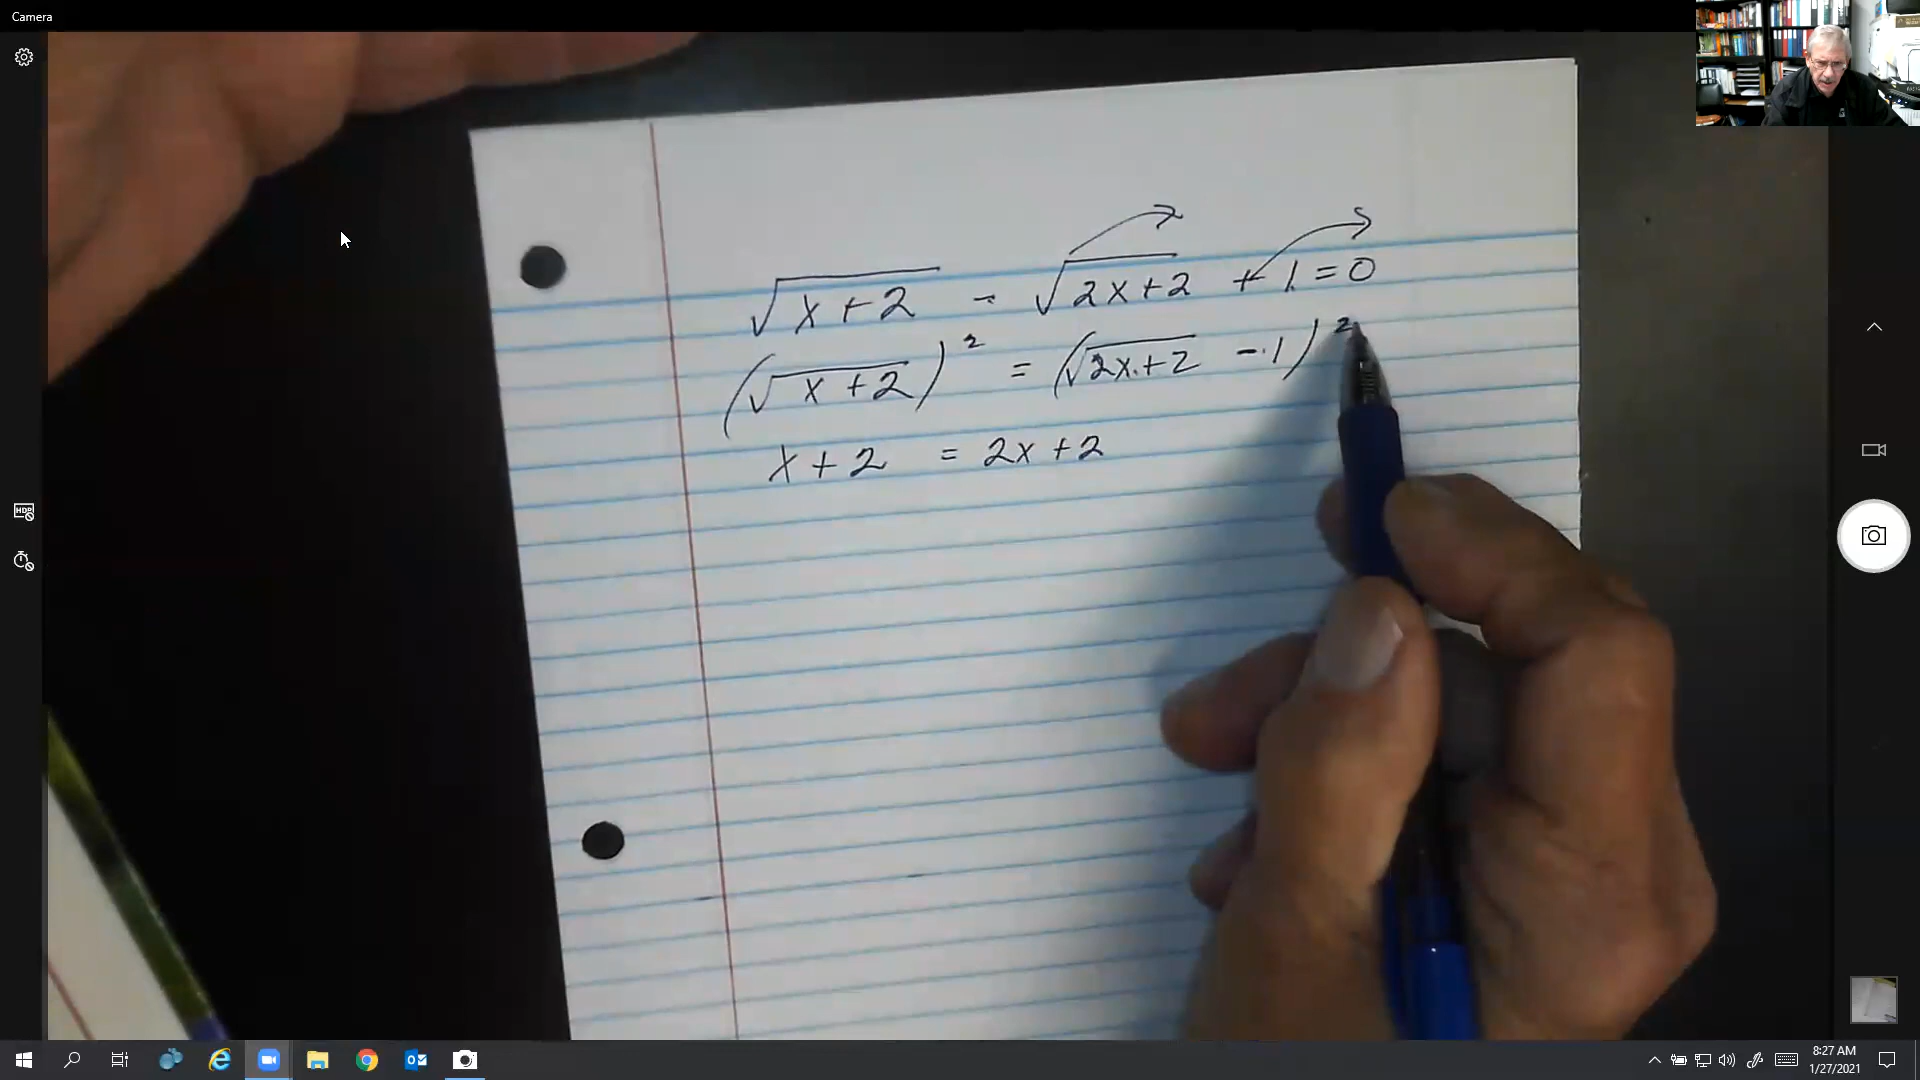 Camera
√(x + 2) - √(2x + 2) + 1 = 0
(√(x + 2))² = (√(2x + 2) - 1)²
x + 2 = 2x + 2
8:27 AM
1/27/2021